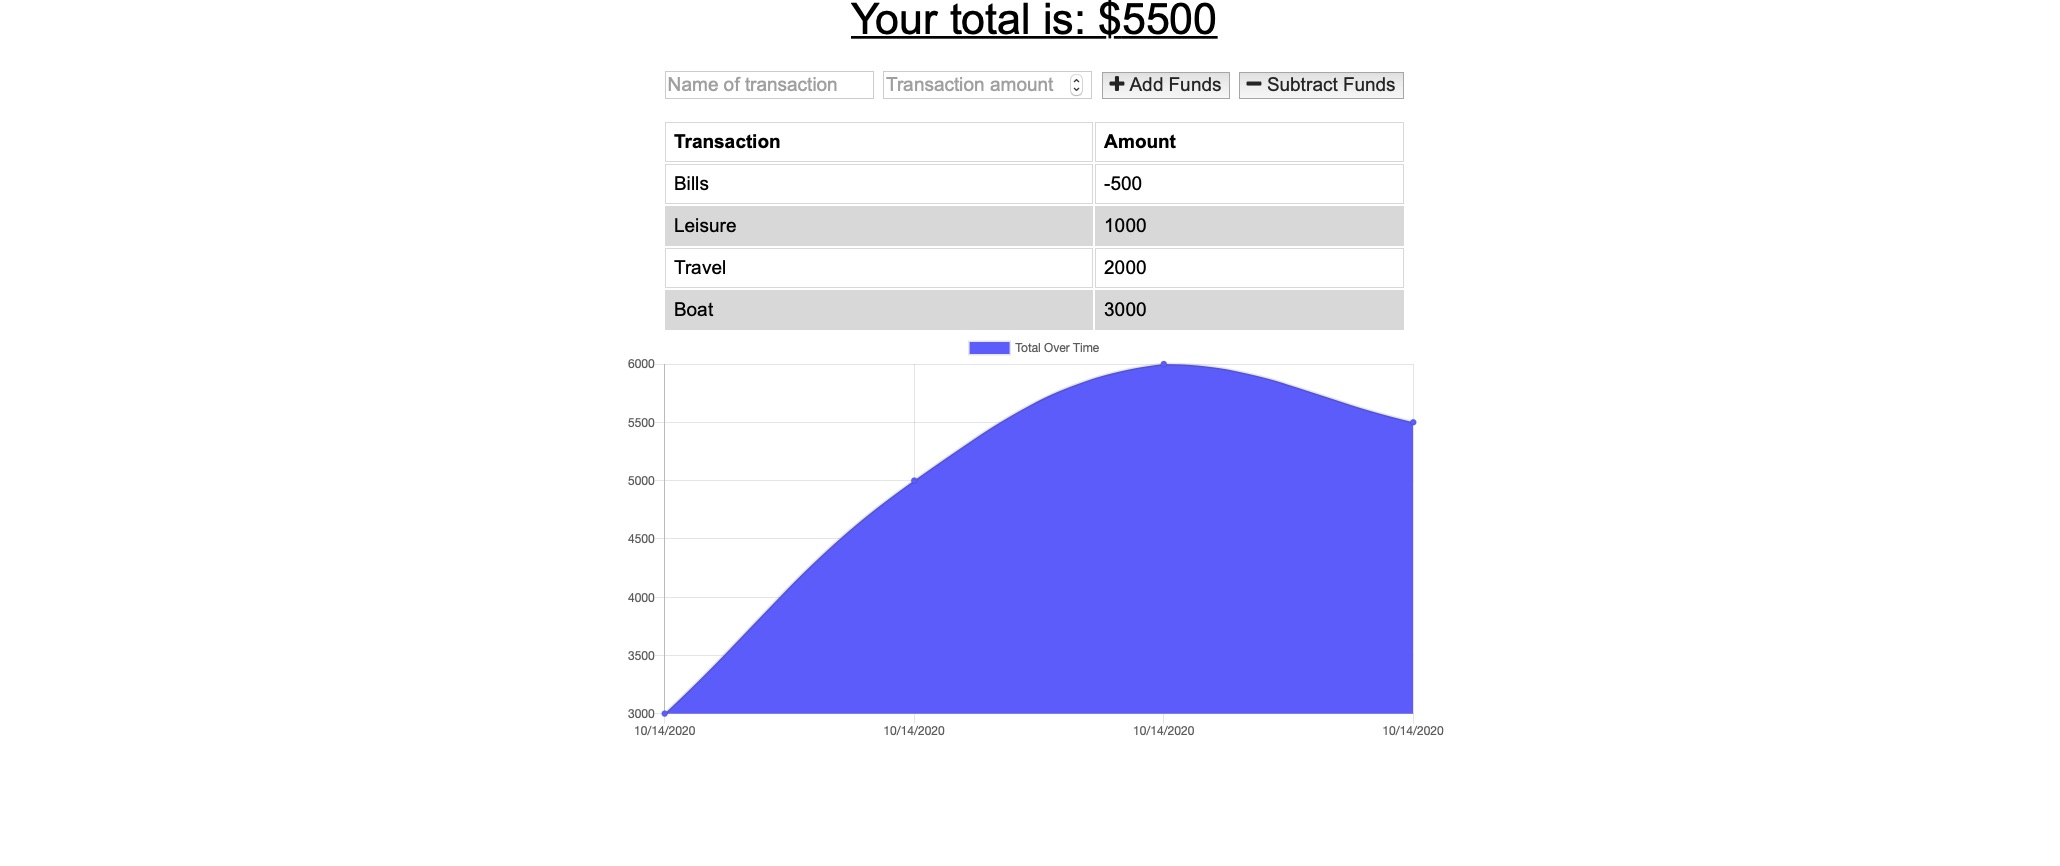 Your total is: $5500
Name of transaction Transaction amount + Add Funds − Subtract Funds
Transaction Amount
Bills -500
Leisure 1000
Travel 2000
Boat 3000
Total Over Time
6000
5500
5000
4500
4000
3500
3000
10/14/2020 10/14/2020 10/14/2020 10/14/2020